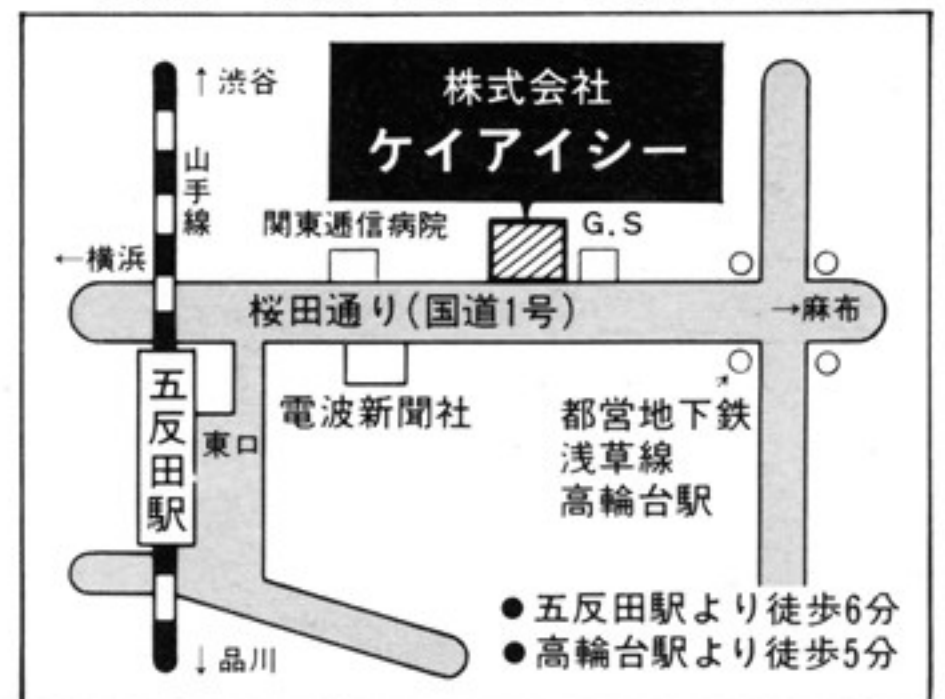 株式会社
ケイアイシー
↑渋谷
山手線
関東逓信病院
G.S
←横浜
桜田通り(国道1号)
→麻布
五反田駅
東口
電波新聞社
都営地下鉄
浅草線
高輪台駅
●五反田駅より徒歩6分
●高輪台駅より徒歩5分
↓品川